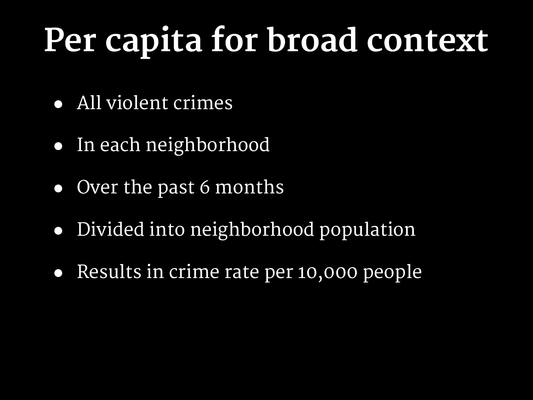 Per capita for broad context
• All violent crimes
• In each neighborhood
• Over the past 6 months
• Divided into neighborhood population
• Results in crime rate per 10,000 people